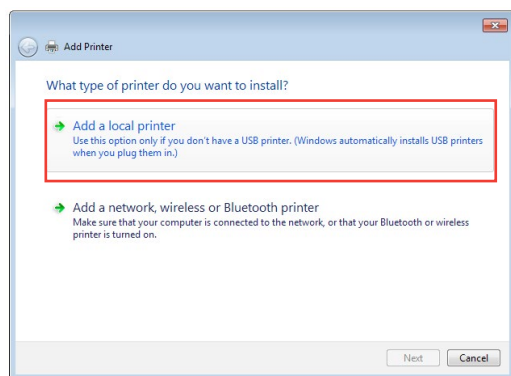 Add Printer
What type of printer do you want to install?
Add a local printer
Use this option only if you don't have a USB printer. (Windows automatically installs USB printers
when you plug them in.)
Add a network, wireless or Bluetooth printer
Make sure that your computer is connected to the network, or that your Bluetooth or wireless
printer is turned on.
Next Cancel